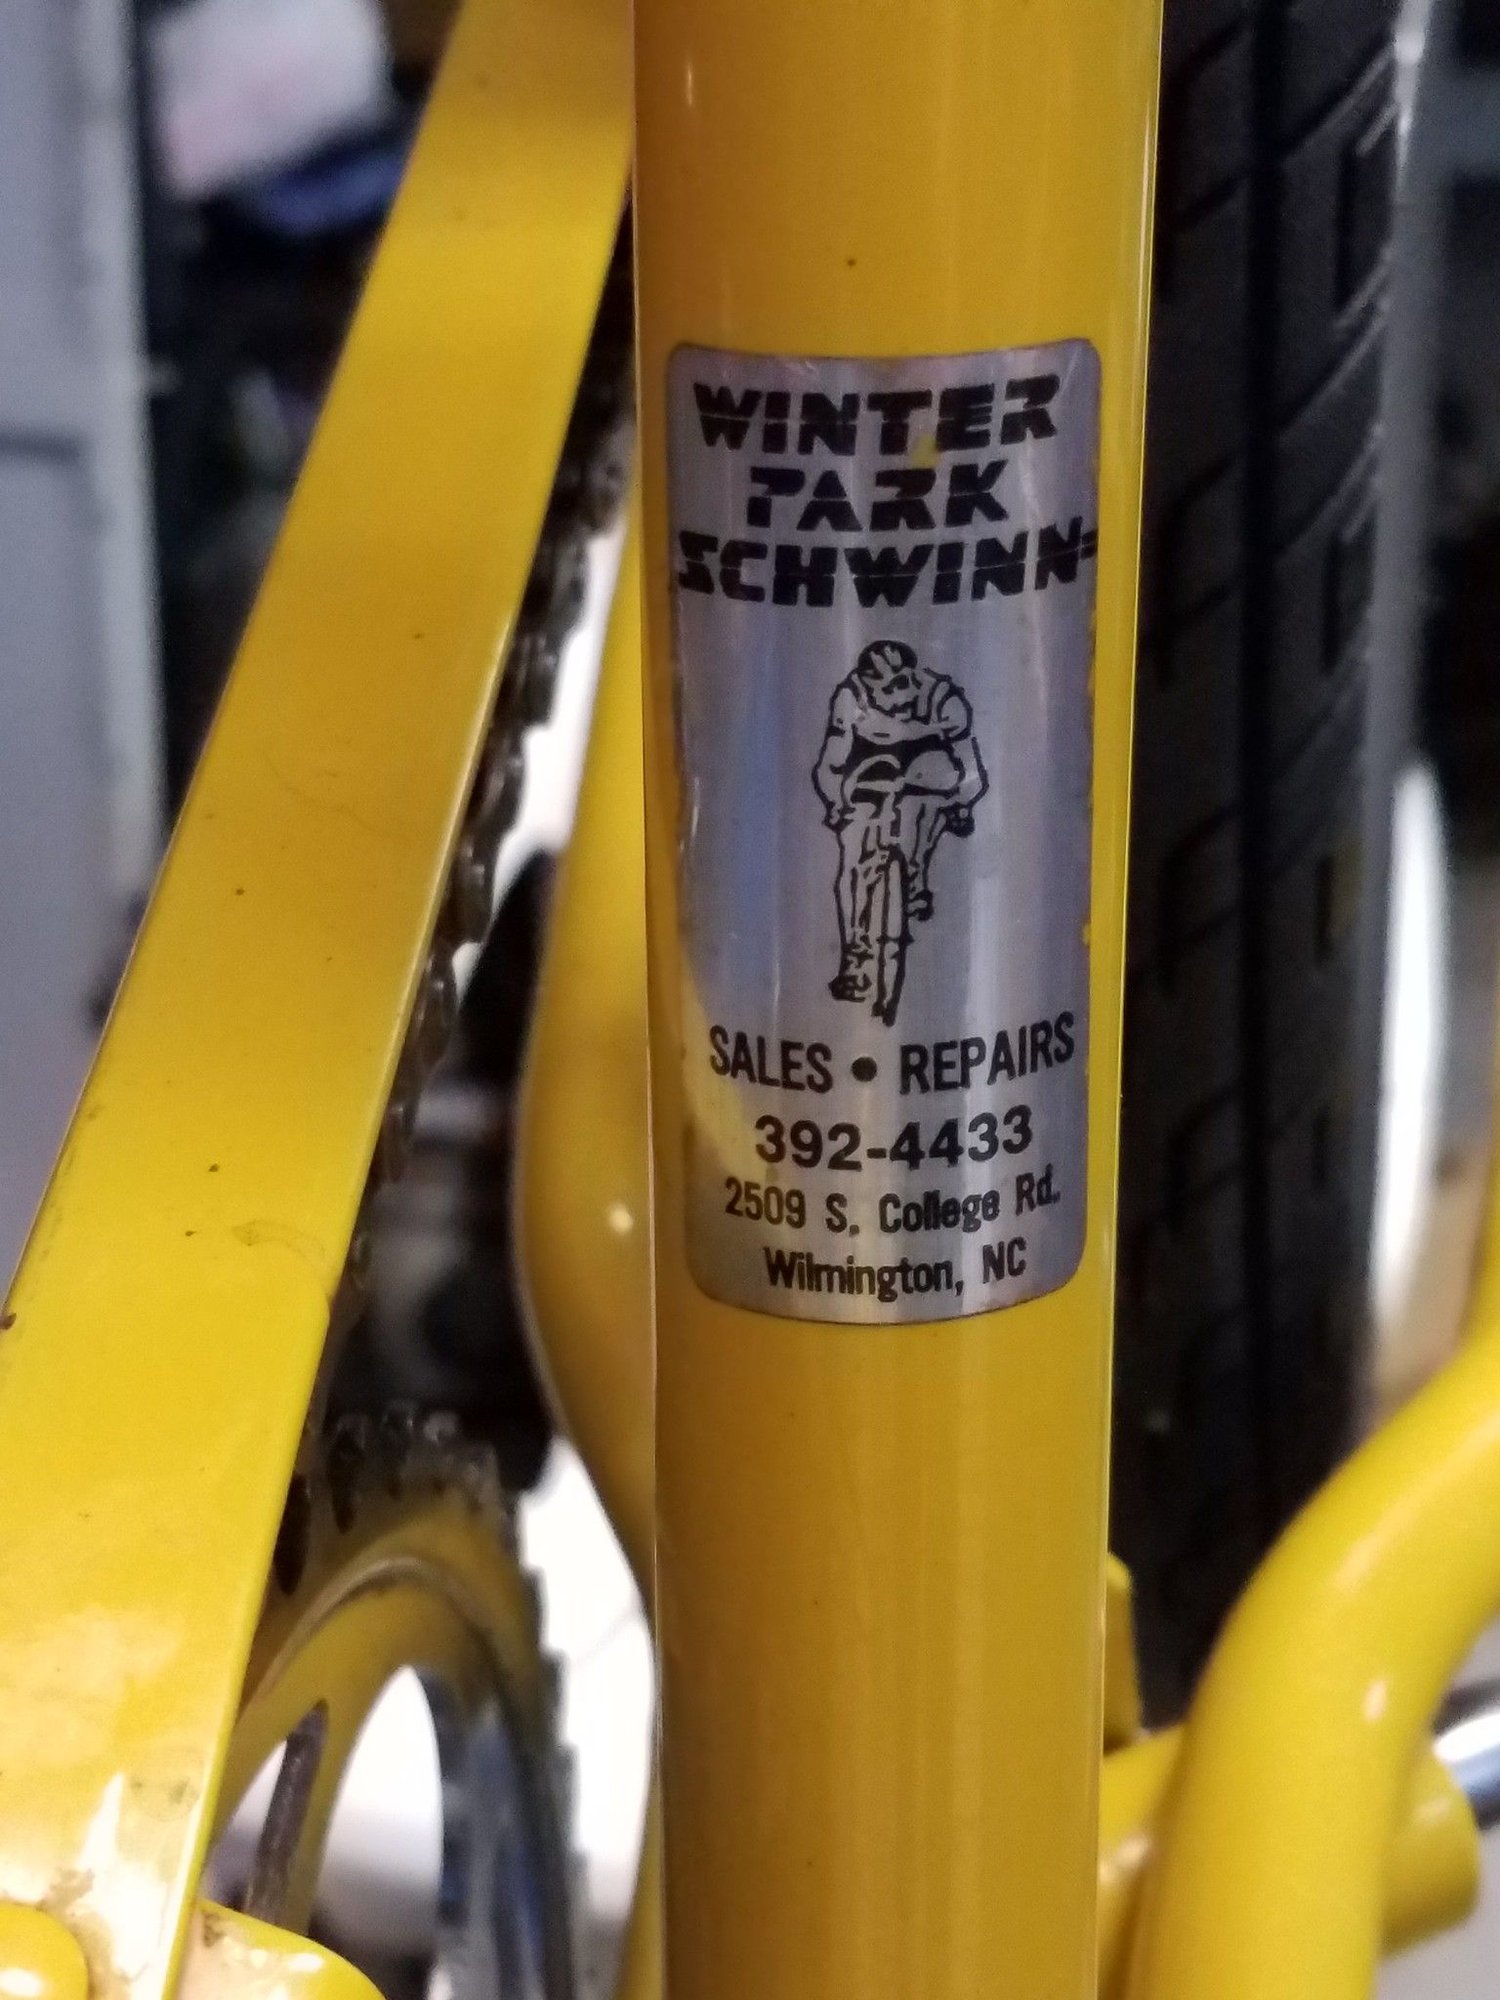 WINTER
PARK
SCHWINN
SALES • REPAIRS
392-4433
2509 S. College Rd.
Wilmington, NC